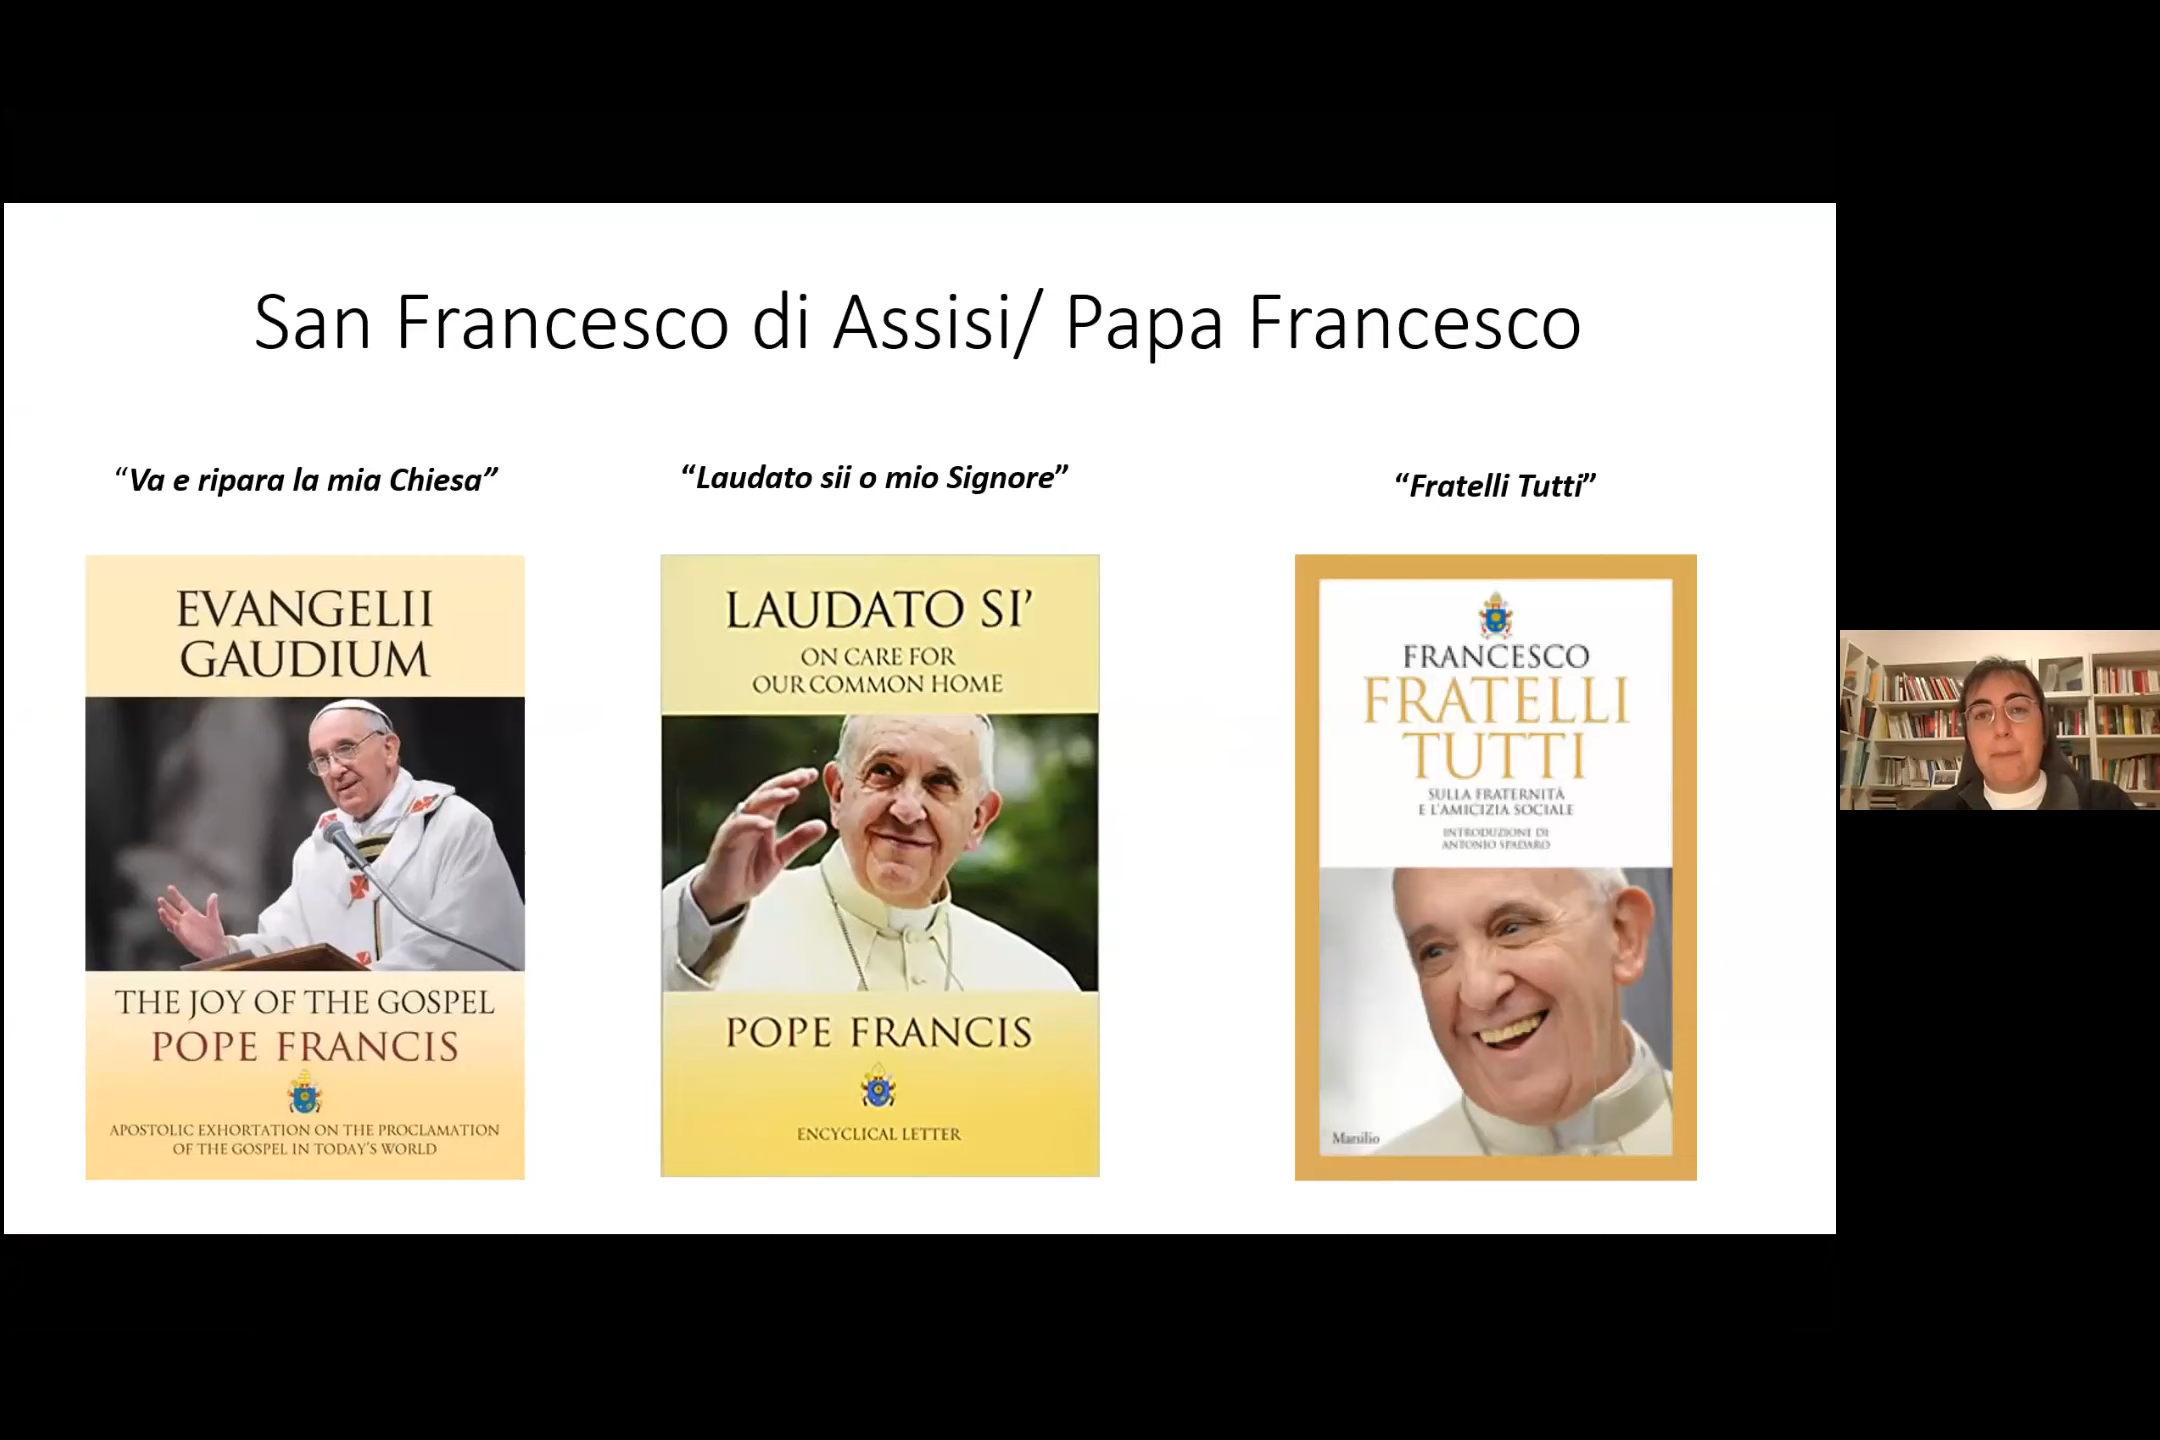 San Francesco di Assisi/ Papa Francesco
“Va e ripara la mia Chiesa”
“Laudato sii o mio Signore”
“Fratelli Tutti”
EVANGELII
GAUDIUM
THE JOY OF THE GOSPEL
POPE FRANCIS
APOSTOLIC EXHORTATION ON THE PROCLAMATION
OF THE GOSPEL IN TODAY'S WORLD
LAUDATO SI’
ON CARE FOR
OUR COMMON HOME
POPE FRANCIS
ENCYCLICAL LETTER
FRANCESCO
FRATELLI
TUTTI
SULLA FRATERNITÀ
E L'AMICIZIA SOCIALE
INTRODUZIONE DI
ANTONIO SPADARO
Marsilio